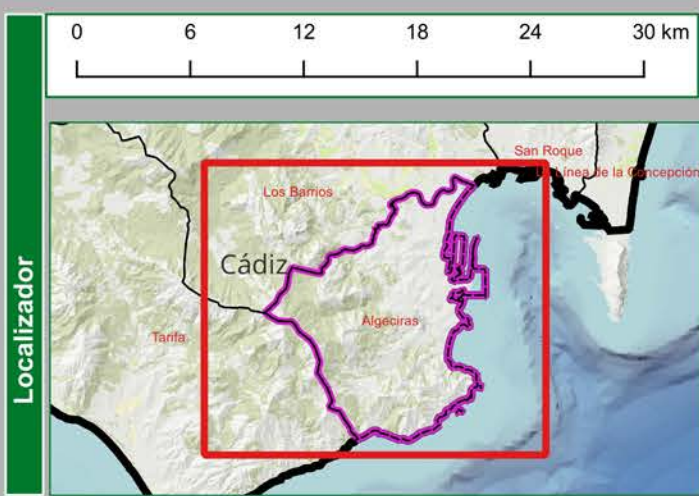 0 6 12 18 24 30 km
Localizador
San Roque
La Línea de la Concepción
Los Barrios
Cádiz
Algeciras
Tarifa